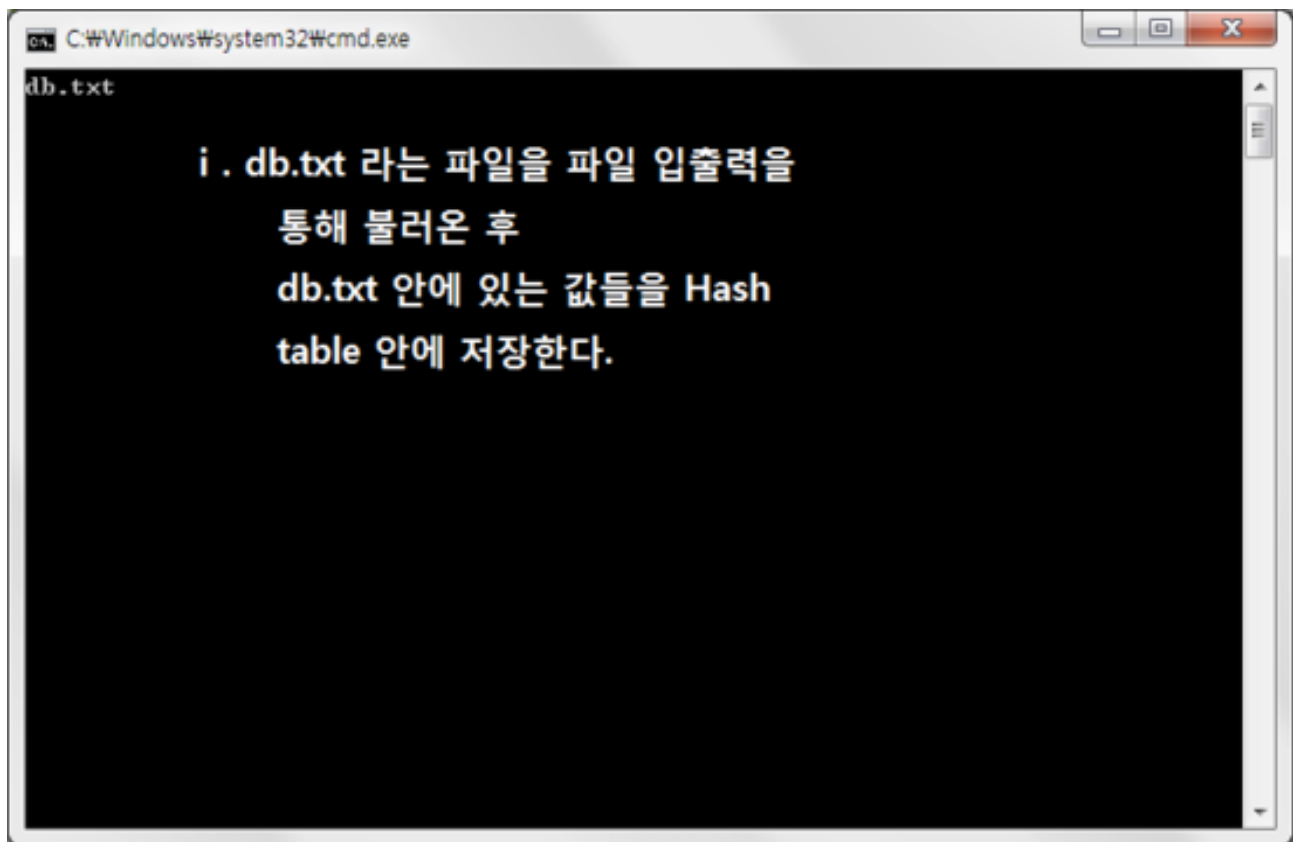 C:₩Windows₩system32₩cmd.exe
db.txt
i . db.txt 라는 파일을 파일 입출력을
통해 불러온 후
db.txt 안에 있는 값들을 Hash
table 안에 저장한다.